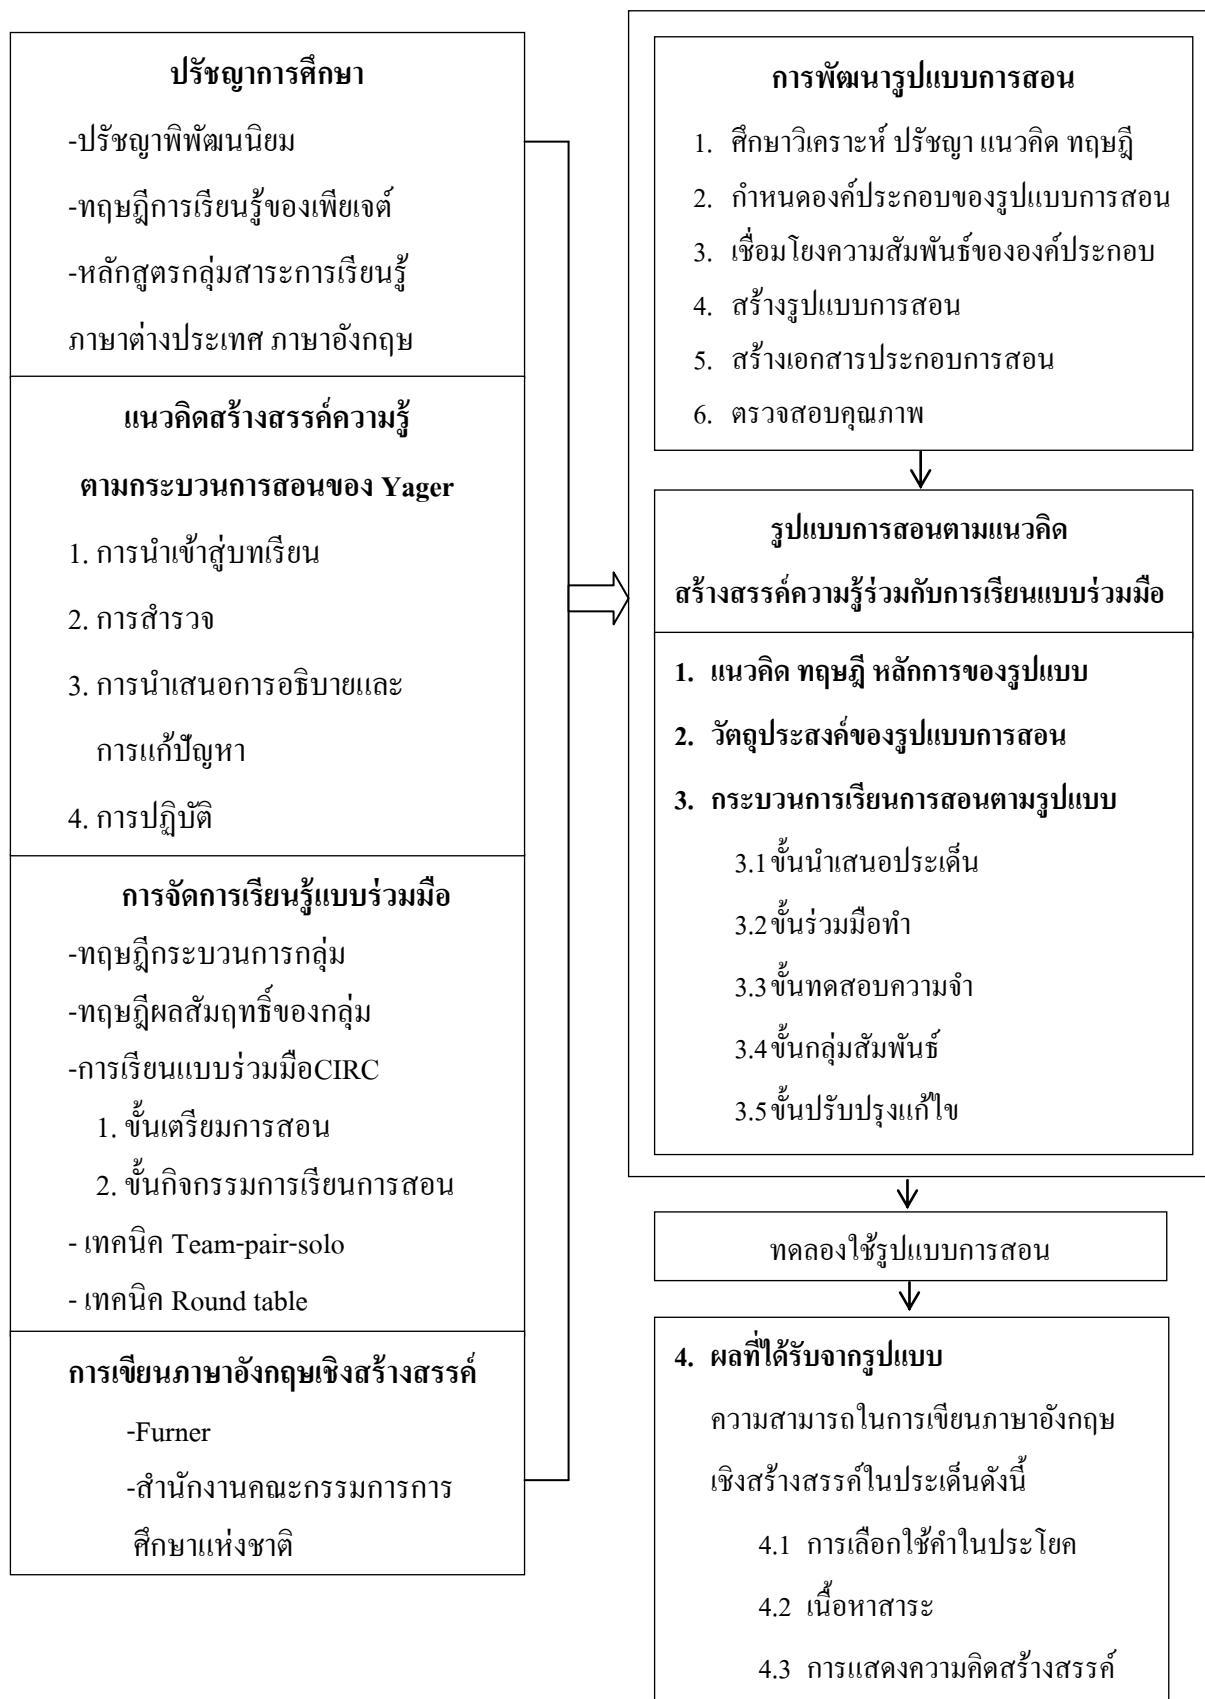 ปรัชญาการศึกษา
-ปรัชญาพิพัฒนนิยม
-ทฤษฎีการเรียนรู้ของเพียเจต์
-หลักสูตรกลุ่มสาระการเรียนรู้
ภาษาต่างประเทศ ภาษาอังกฤษ
แนวคิดสร้างสรรค์ความรู้
ตามกระบวนการสอนของ Yager
1. การนำเข้าสู่บทเรียน
2. การสำรวจ
3. การนำเสนอการอธิบายและ
การแก้ปัญหา
4. การปฏิบัติ
การจัดการเรียนรู้แบบร่วมมือ
-ทฤษฎีกระบวนการกลุ่ม
-ทฤษฎีผลสัมฤทธิ์ของกลุ่ม
-การเรียนแบบร่วมมือCIRC
1. ขั้นเตรียมการสอน
2. ขั้นกิจกรรมการเรียนการสอน
- เทคนิค Team-pair-solo
- เทคนิค Round table
การเขียนภาษาอังกฤษเชิงสร้างสรรค์
-Furner
-สำนักงานคณะกรรมการการ
ศึกษาแห่งชาติ
การพัฒนารูปแบบการสอน
1. ศึกษาวิเคราะห์ ปรัชญา แนวคิด ทฤษฎี
2. กำหนดองค์ประกอบของรูปแบบการสอน
3. เชื่อมโยงความสัมพันธ์ขององค์ประกอบ
4. สร้างรูปแบบการสอน
5. สร้างเอกสารประกอบการสอน
6. ตรวจสอบคุณภาพ
รูปแบบการสอนตามแนวคิด
สร้างสรรค์ความรู้ร่วมกับการเรียนแบบร่วมมือ
1. แนวคิด ทฤษฎี หลักการของรูปแบบ
2. วัตถุประสงค์ของรูปแบบการสอน
3. กระบวนการเรียนการสอนตามรูปแบบ
3.1 ขั้นนำเสนอประเด็น
3.2 ขั้นร่วมมือทำ
3.3 ขั้นทดสอบความจำ
3.4 ขั้นกลุ่มสัมพันธ์
3.5 ขั้นปรับปรุงแก้ไข
ทดลองใช้รูปแบบการสอน
4. ผลที่ได้รับจากรูปแบบ
ความสามารถในการเขียนภาษาอังกฤษ
เชิงสร้างสรรค์ในประเด็นดังนี้
4.1 การเลือกใช้คำในประโยค
4.2 เนื้อหาสาระ
4.3 การแสดงความคิดสร้างสรรค์